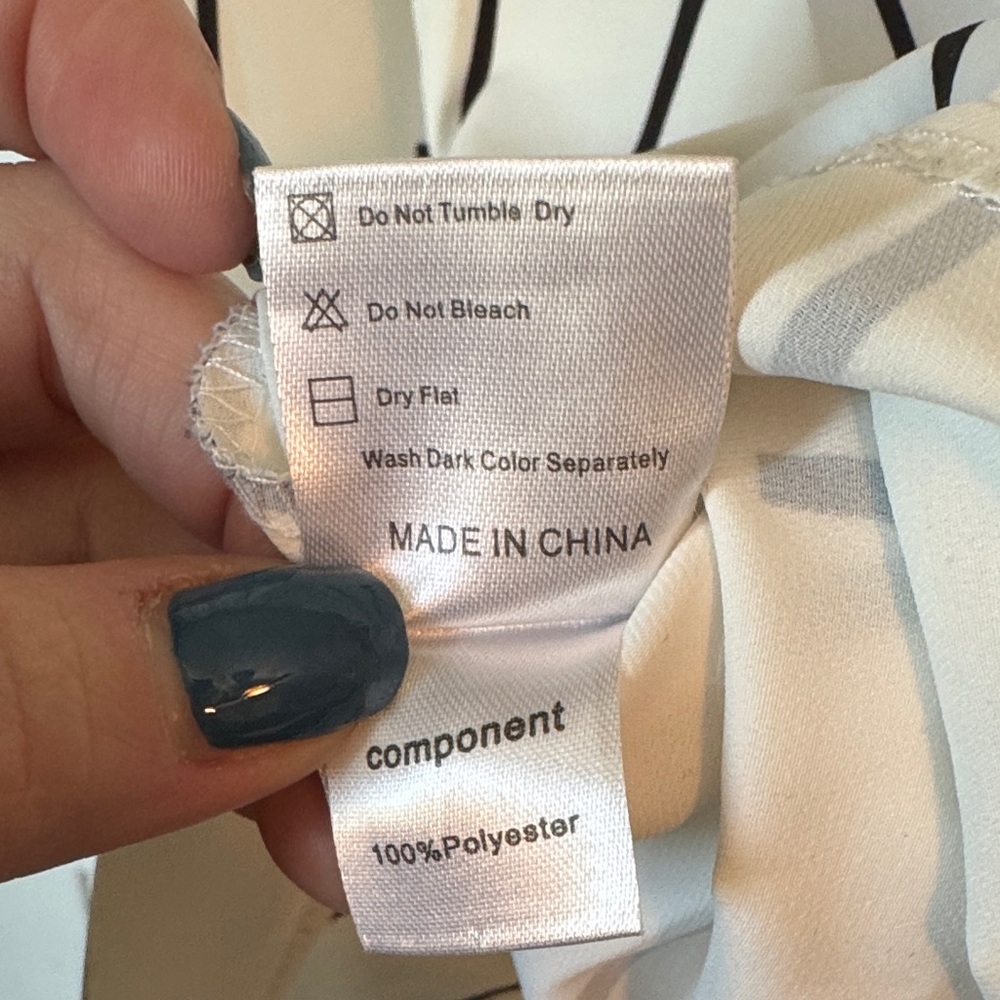 Do Not Tumble Dry
Do Not Bleach
Dry Flat
Wash Dark Color Separately
MADE IN CHINA
component
100%Polyester